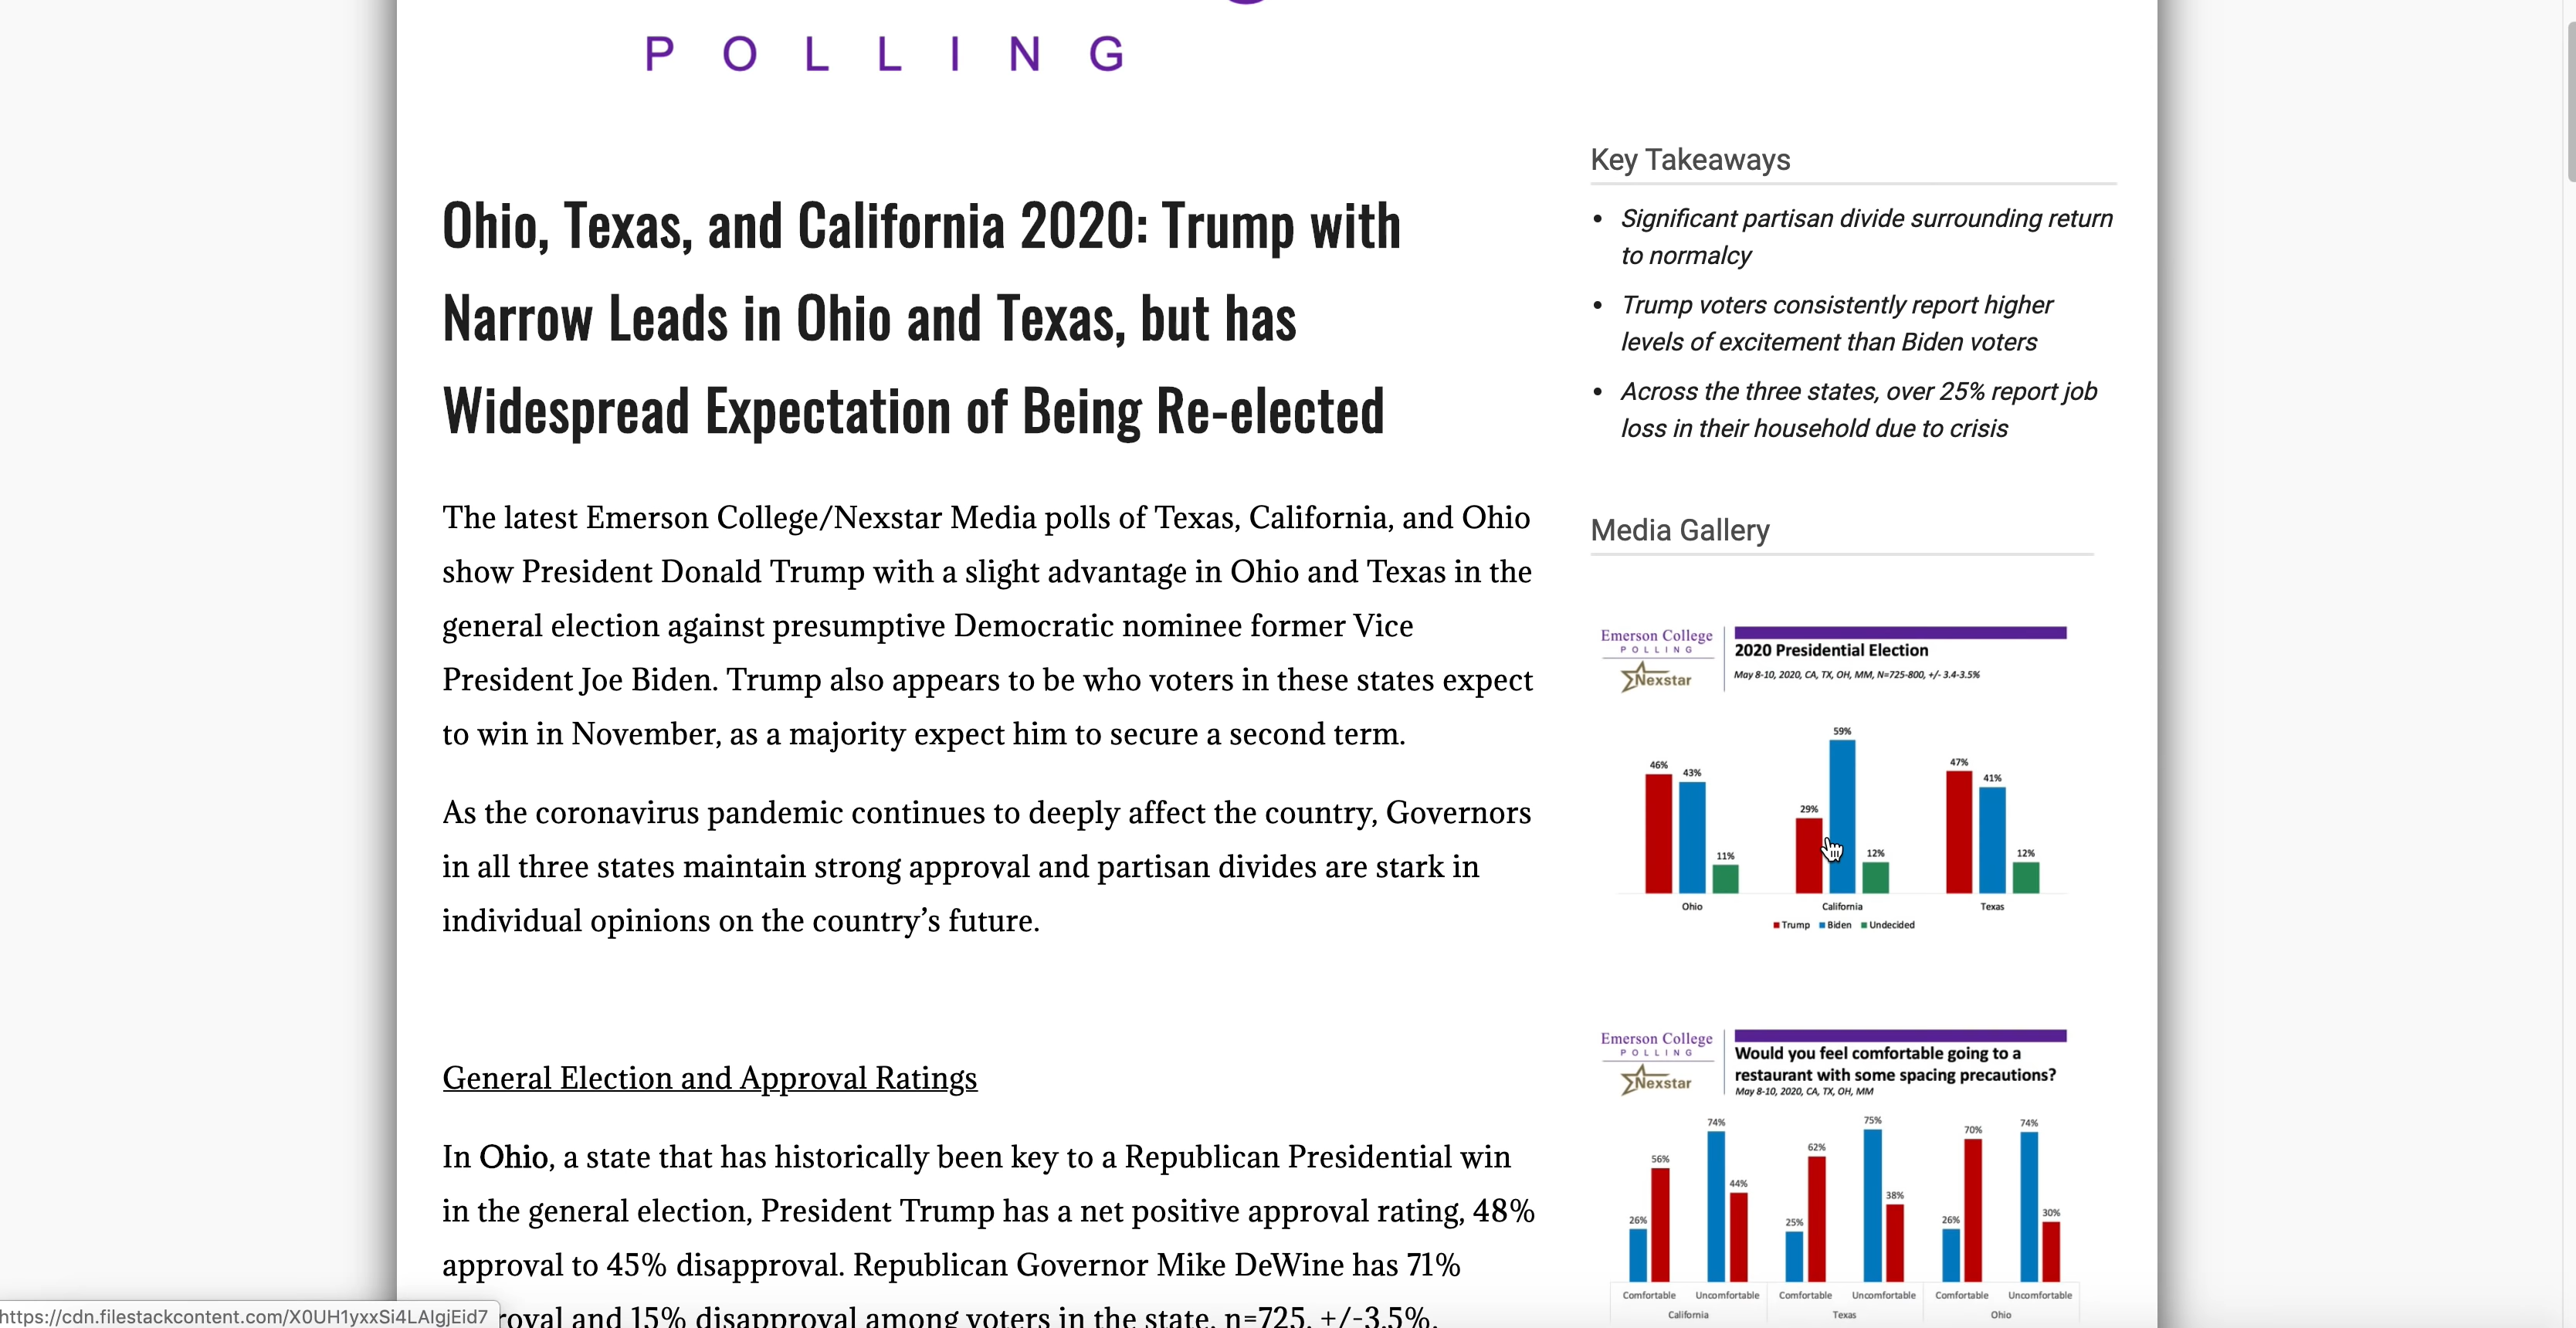 POLLING
Ohio, Texas, and California 2020: Trump with
Narrow Leads in Ohio and Texas, but has
Widespread Expectation of Being Re-elected
The latest Emerson College/Nexstar Media polls of Texas, California, and Ohio
show President Donald Trump with a slight advantage in Ohio and Texas in the
general election against presumptive Democratic nominee former Vice
President Joe Biden. Trump also appears to be who voters in these states expect
to win in November, as a majority expect him to secure a second term.
As the coronavirus pandemic continues to deeply affect the country, Governors
in all three states maintain strong approval and partisan divides are stark in
individual opinions on the country’s future.
General Election and Approval Ratings
In Ohio, a state that has historically been key to a Republican Presidential win
in the general election, President Trump has a net positive approval rating, 48%
approval to 45% disapproval. Republican Governor Mike DeWine has 71%
roval and 15% disapproval among voters in the state. n=725, +/-3.5%.
https://cdn.filestackcontent.com/X0UH1yxxSi4LAIgjEid7
Key Takeaways
• Significant partisan divide surrounding return
to normalcy
• Trump voters consistently report higher
levels of excitement than Biden voters
• Across the three states, over 25% report job
loss in their household due to crisis
Media Gallery
Emerson College
POLLING
Nexstar
2020 Presidential Election
May 8-10, 2020, CA, TX, OH, MM, N=725-800, +/- 3.4-3.5%
46% 43% 11% 29% 59% 12% 47% 41% 12%
Ohio California Texas
Trump Biden Undecided
Emerson College
POLLING
Nexstar
Would you feel comfortable going to a
restaurant with some spacing precautions?
May 8-10, 2020, CA, TX, OH, MM
26% 56% 74% 44% 25% 62% 75% 38% 26% 70% 74% 30%
Comfortable Uncomfortable Comfortable Uncomfortable Comfortable Uncomfortable
California Texas Ohio